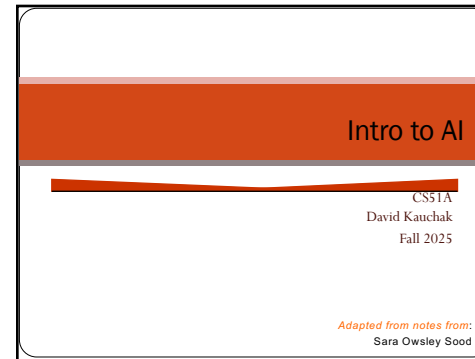 Intro to AI
CS51A
David Kauchak
Fall 2025
Adapted from notes from:
Sara Owsley Sood